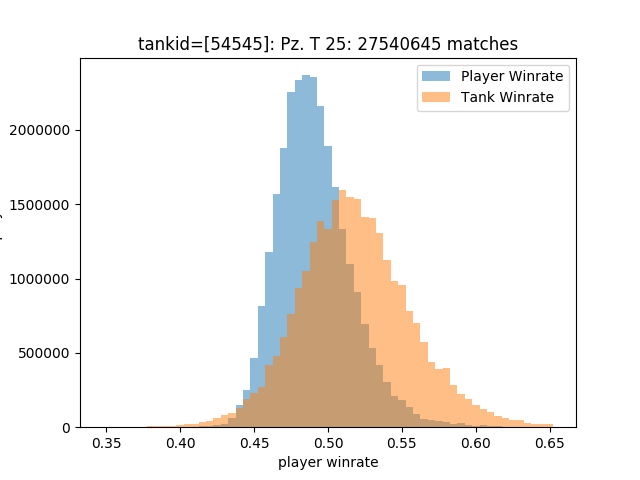 tankid=[54545]: Pz. T 25: 27540645 matches
Player Winrate
Tank Winrate
2000000
1500000
1000000
500000
0
0.35 0.40 0.45 0.50 0.55 0.60 0.65
player winrate